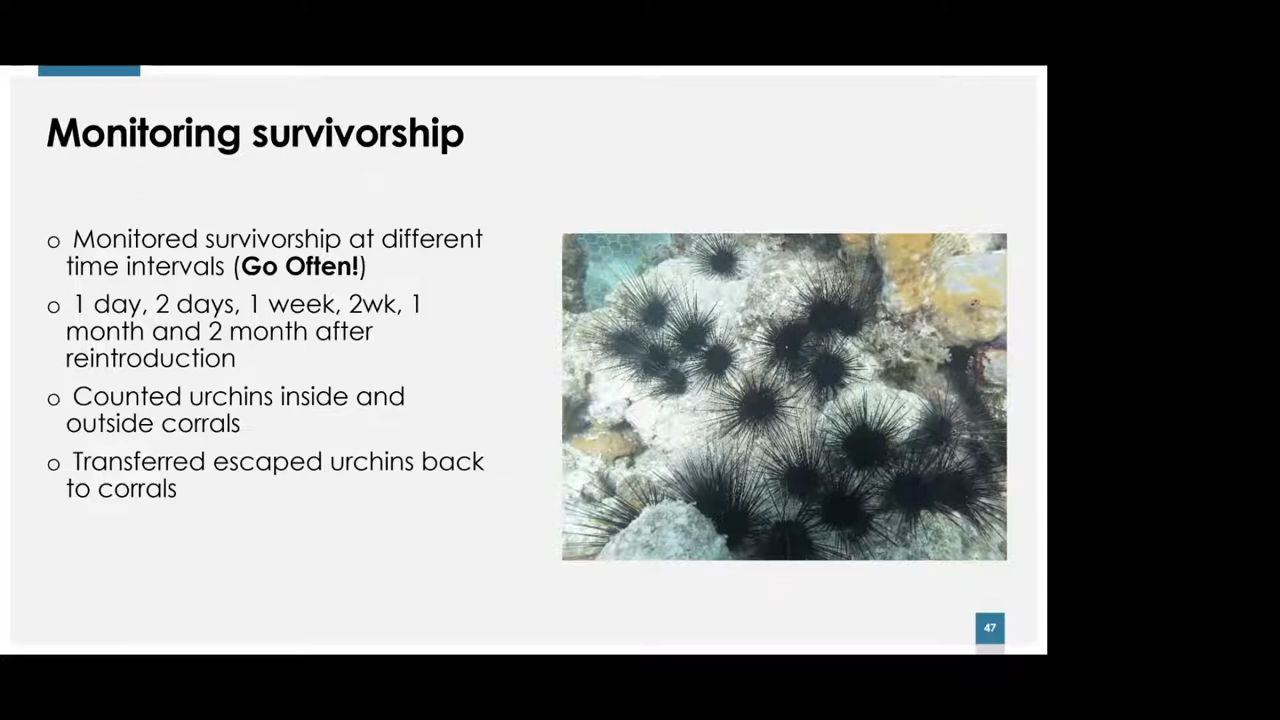 Monitoring survivorship
o Monitored survivorship at different
time intervals (Go Often!)
o 1 day, 2 days, 1 week, 2wk, 1
month and 2 month after
reintroduction
o Counted urchins inside and
outside corrals
o Transferred escaped urchins back
to corrals
47